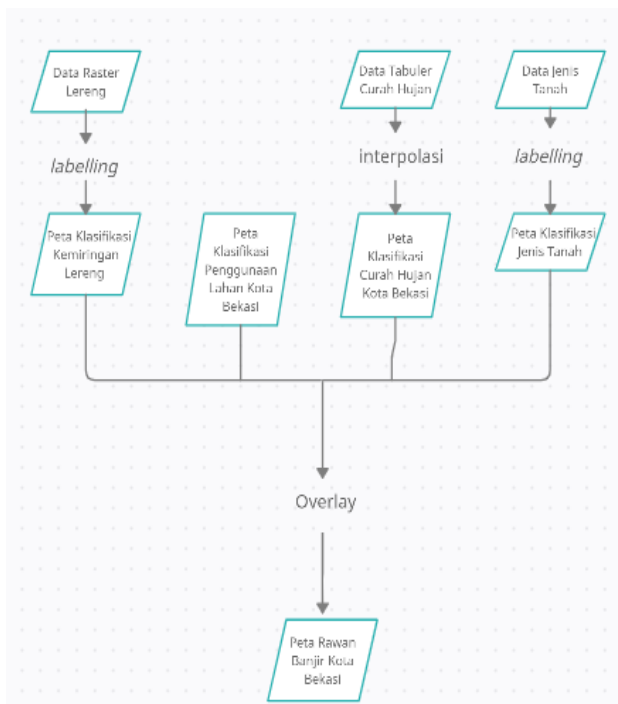 Data Raster
Lereng
Data Tabuler
Curah Hujan
Data Jenis
Tanah
labelling
interpolasi
labelling
Peta Klasifikasi
Kemiringan
Lereng
Peta
Klasifikasi
Penggunaan
Lahan Kota
Bekasi
Peta
Klasifikasi
Curah Hujan
Kota Bekasi
Peta Klasifikasi
Jenis Tanah
Overlay
Peta Rawan
Banjir Kota
Bekasi